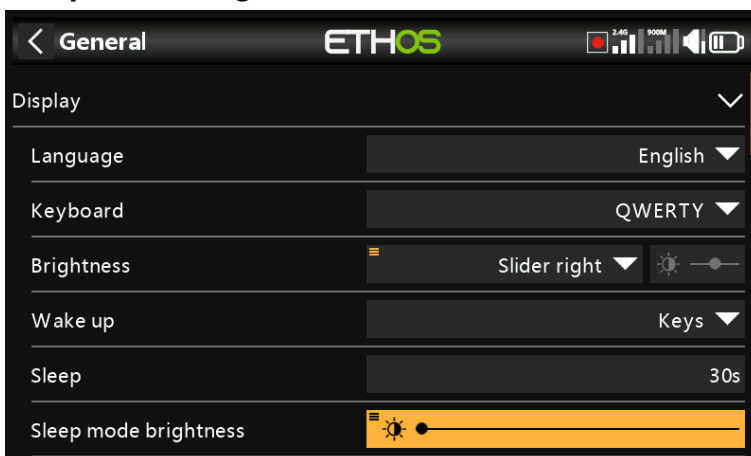 General
ETHOS
2.4G
900M
Display
Language
English
Keyboard
QWERTY
Brightness
Slider right
Wake up
Keys
Sleep
30s
Sleep mode brightness